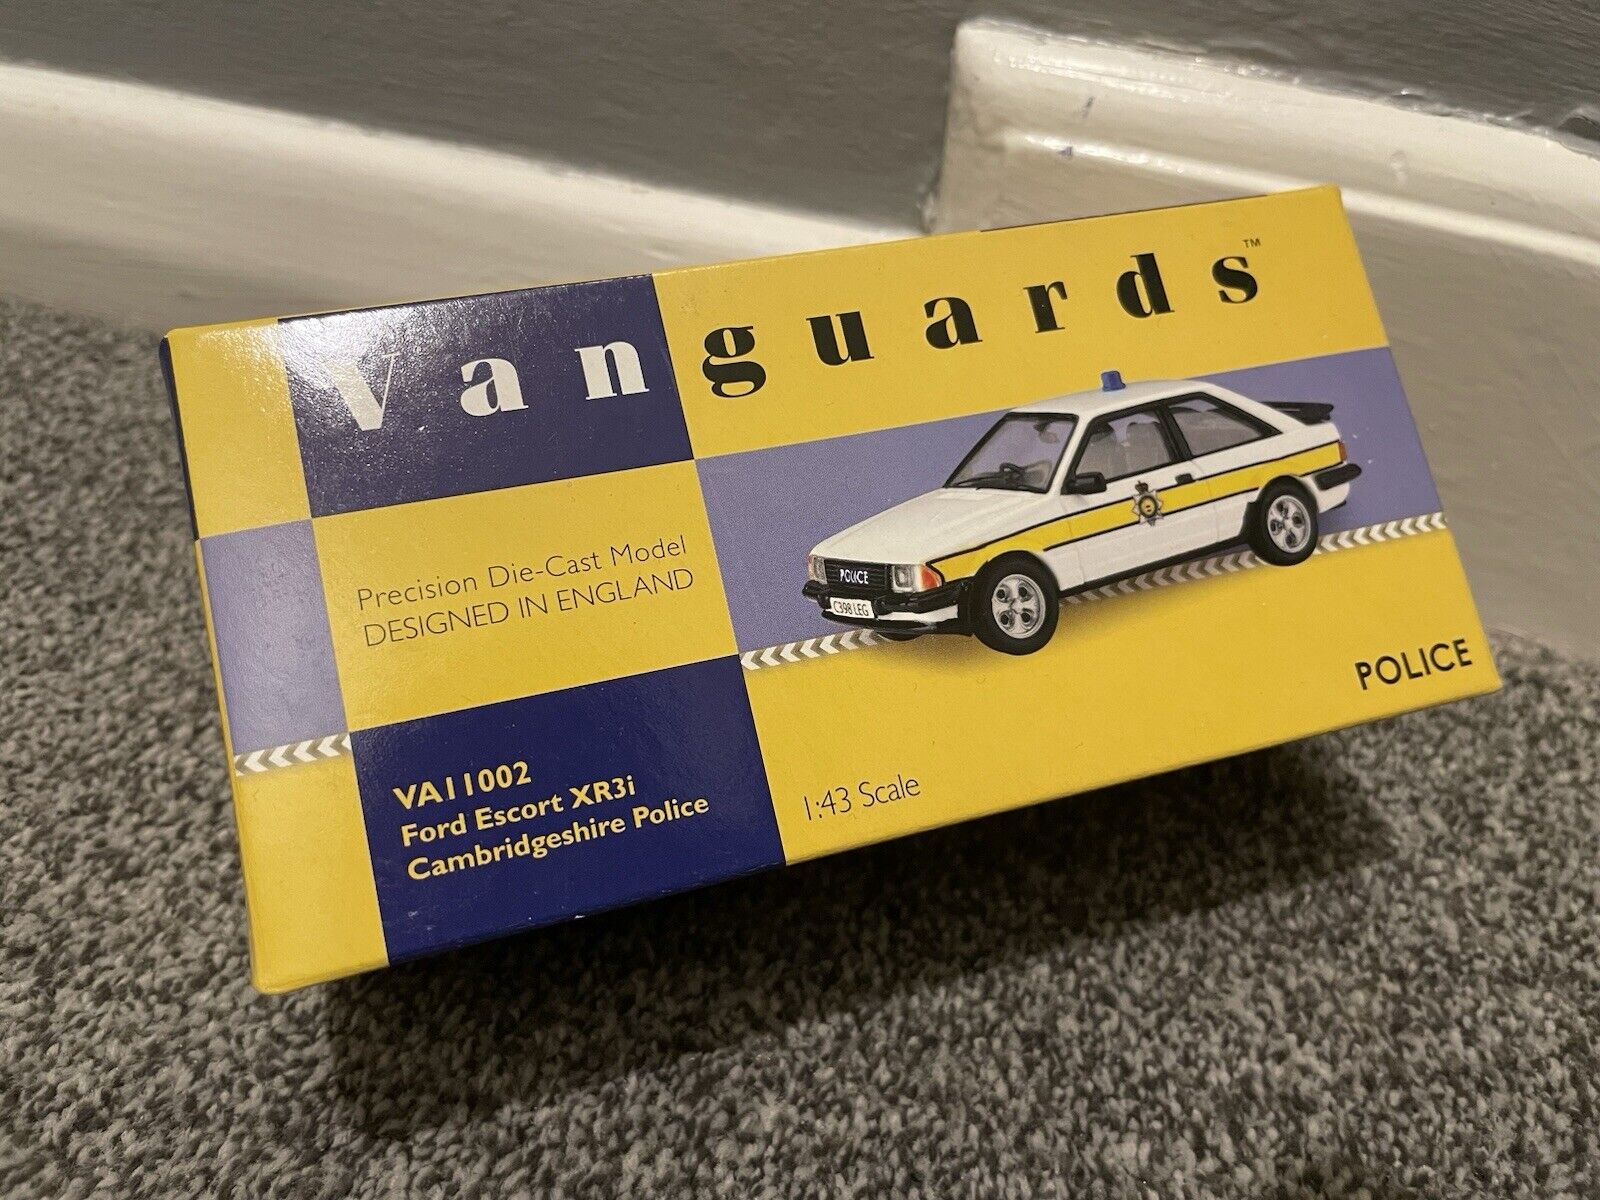 Vanguards™
Precision Die-Cast Model
DESIGNED IN ENGLAND
POLICE
C398 LEG
POLICE
VA11002
Ford Escort XR3i
Cambridgeshire Police
1:43 Scale